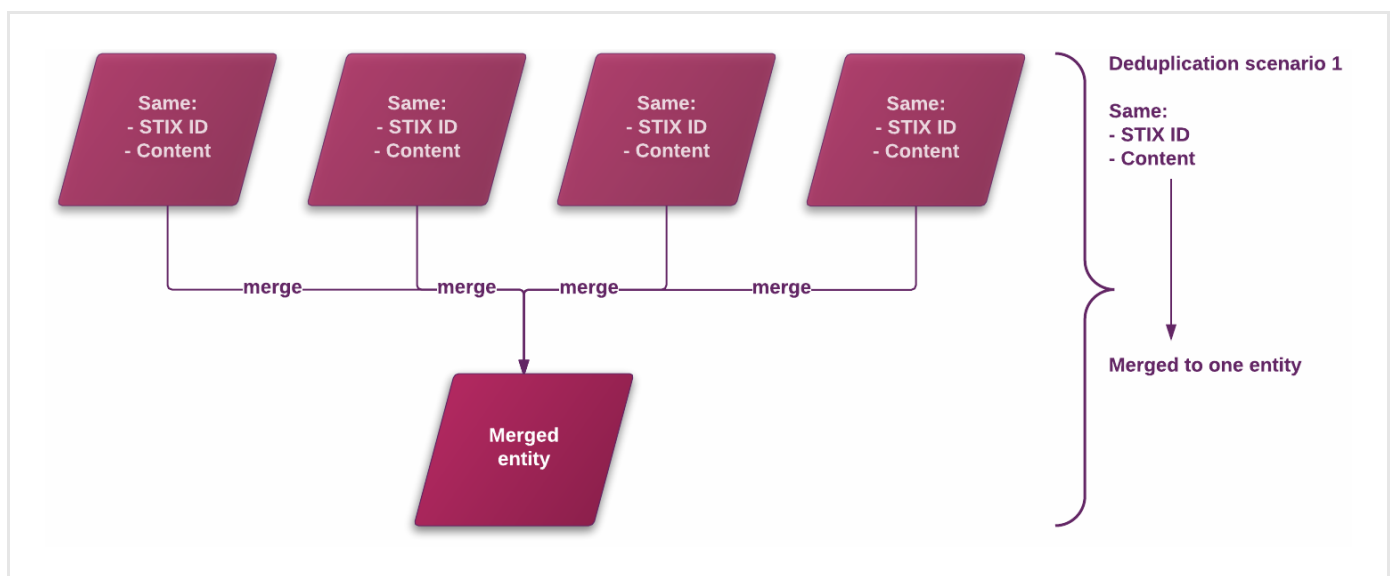 Same:
- STIX ID
- Content
Same:
- STIX ID
- Content
Same:
- STIX ID
- Content
Same:
- STIX ID
- Content
merge
merge
merge
merge
Merged
entity
Deduplication scenario 1
Same:
- STIX ID
- Content
Merged to one entity